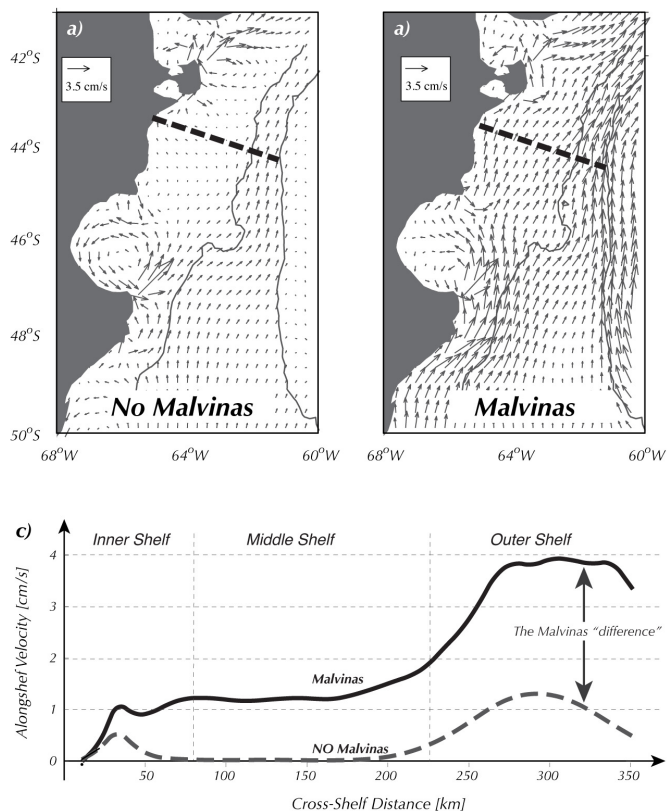 a)
a)
42°S
3.5 cm/s
3.5 cm/s
44°S
46°S
48°S
No Malvinas
Malvinas
50°S
68°W
64°W
60°W
68°W
64°W
60°W
c)
Inner Shelf
Middle Shelf
Outer Shelf
Alongshef Velocity [cm/s]
4
3
2
1
0
The Malvinas “difference”
Malvinas
NO Malvinas
50
100
150
200
250
300
350
Cross-Shelf Distance [km]